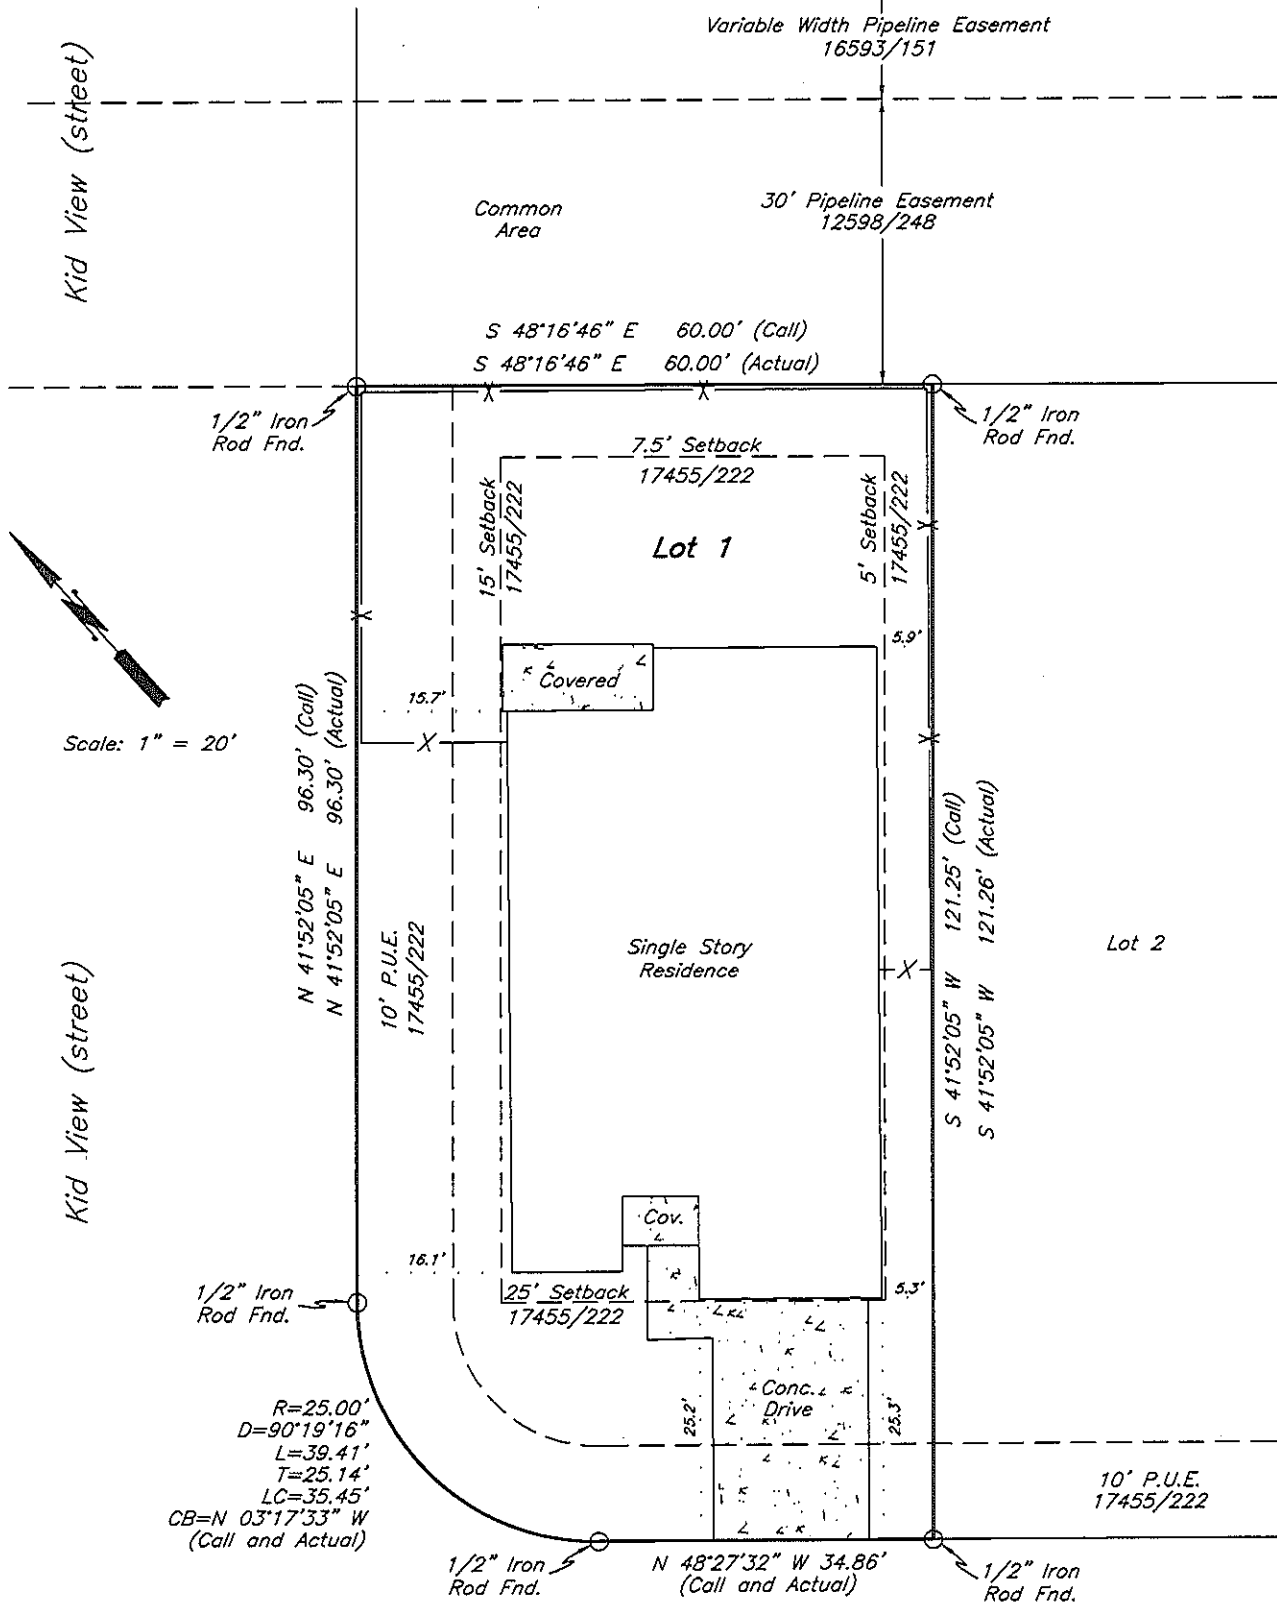 Variable Width Pipeline Easement
16593/151
Kid View (street)
Common
Area
30' Pipeline Easement
12598/248
S 48°16'46" E 60.00' (Call)
S 48°16'46" E 60.00' (Actual)
1/2" Iron
Rod Fnd.
1/2" Iron
Rod Fnd.
7.5' Setback
17455/222
15' Setback
17455/222
Lot 1
5' Setback
17455/222
5.9'
Covered
15.7'
Scale: 1" = 20'
N 41°52'05" E 96.30' (Call)
N 41°52'05" E 96.30' (Actual)
10' P.U.E.
17455/222
Single Story
Residence
S 41°52'05" W 121.25' (Call)
S 41°52'05" W 121.26' (Actual)
Lot 2
Kid View (street)
Cov.
16.1'
5.3'
1/2" Iron
Rod Fnd.
25' Setback
17455/222
Conc.
Drive
25.2'
25.3'
R=25.00'
D=90°19'16"
L=39.41'
T=25.14'
LC=35.45'
CB=N 03°17'33" W
(Call and Actual)
10' P.U.E.
17455/222
1/2" Iron
Rod Fnd.
N 48°27'32" W 34.86'
(Call and Actual)
1/2" Iron
Rod Fnd.